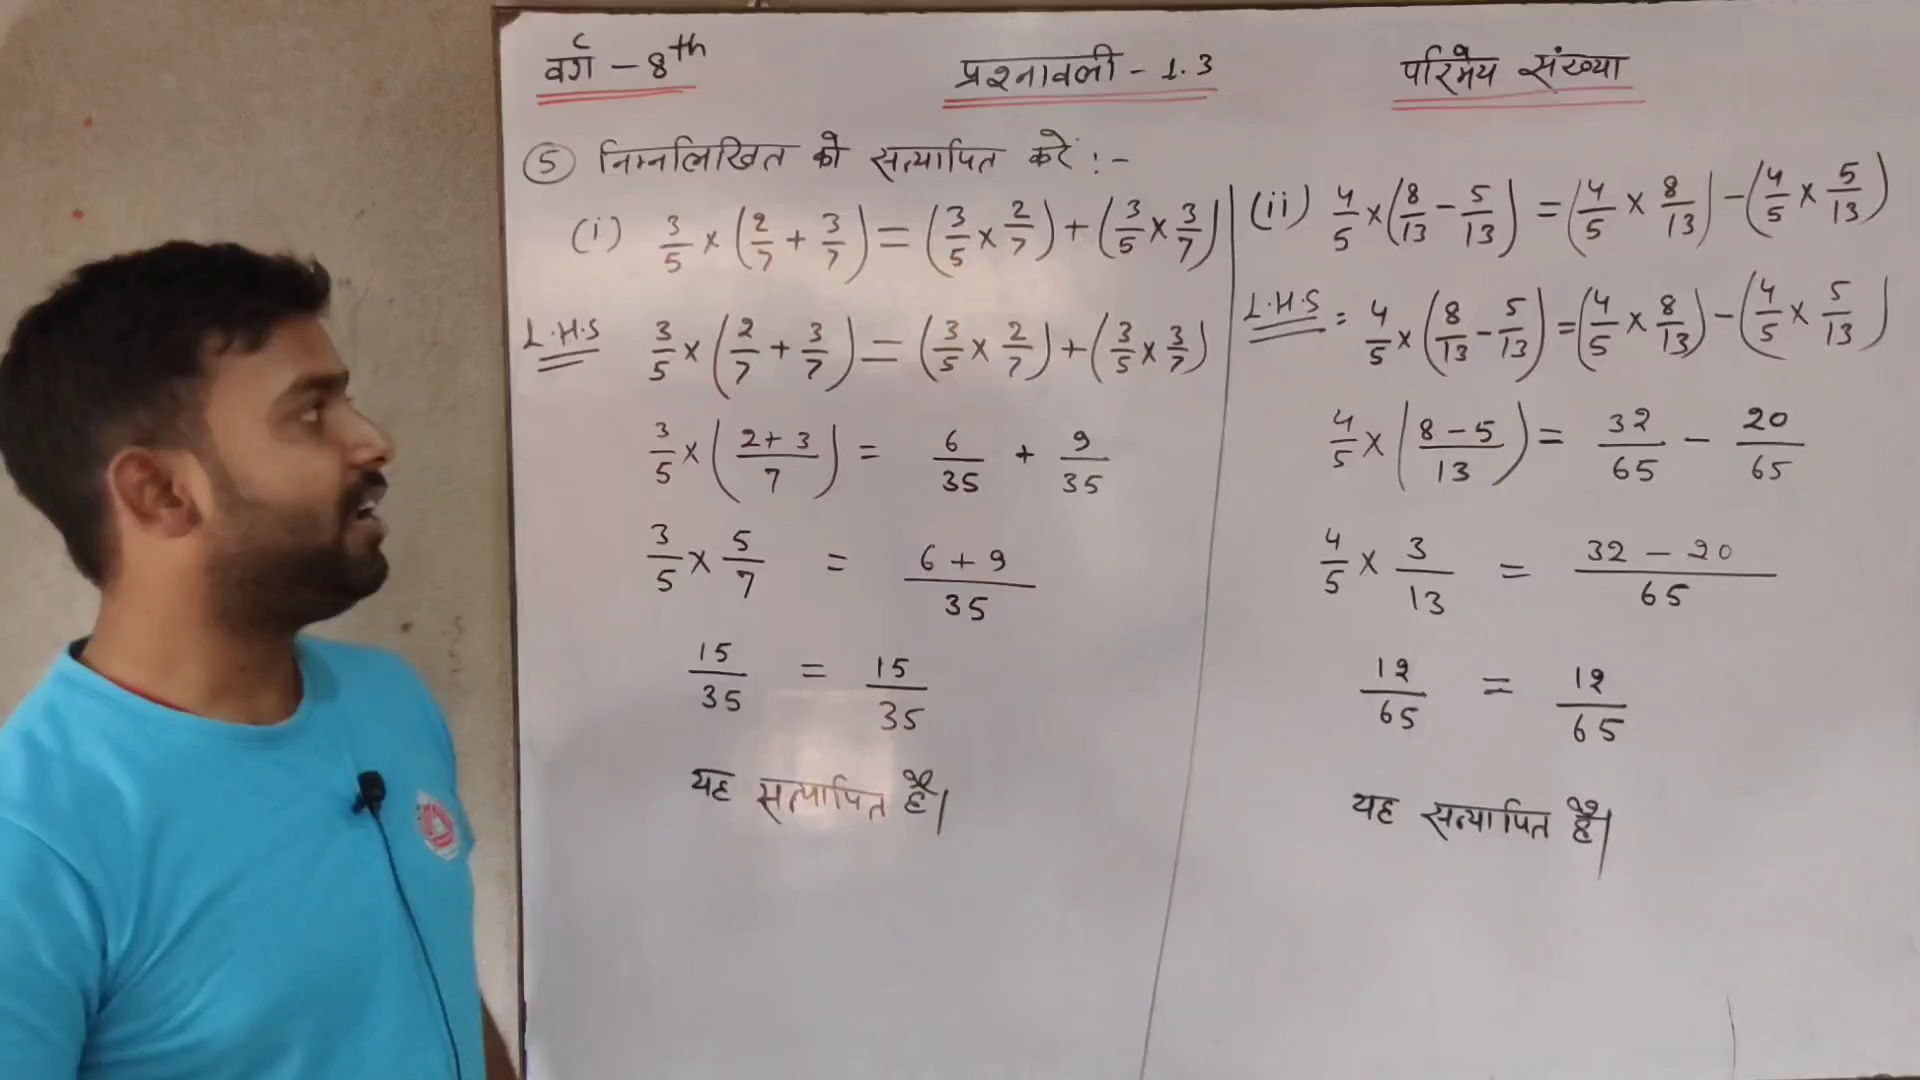 वर्ग - 8th
प्रश्नावली - 1.3
परिमेय संख्या
⑤ निम्नलिखित को सत्यापित करें :-
(i) 3/5 × (2/7 + 3/7) = (3/5 × 2/7) + (3/5 × 3/7)
L.H.S 3/5 × (2/7 + 3/7) = (3/5 × 2/7) + (3/5 × 3/7)
3/5 × ((2+3)/7) = 6/35 + 9/35
3/5 × 5/7 = (6+9)/35
15/35 = 15/35
यह सत्यापित है।
(ii) 4/5 × (8/13 - 5/13) = (4/5 × 8/13) - (4/5 × 5/13)
L.H.S = 4/5 × (8/13 - 5/13) = (4/5 × 8/13) - (4/5 × 5/13)
4/5 × ((8-5)/13) = 32/65 - 20/65
4/5 × 3/13 = (32-20)/65
12/65 = 12/65
यह सत्यापित है।